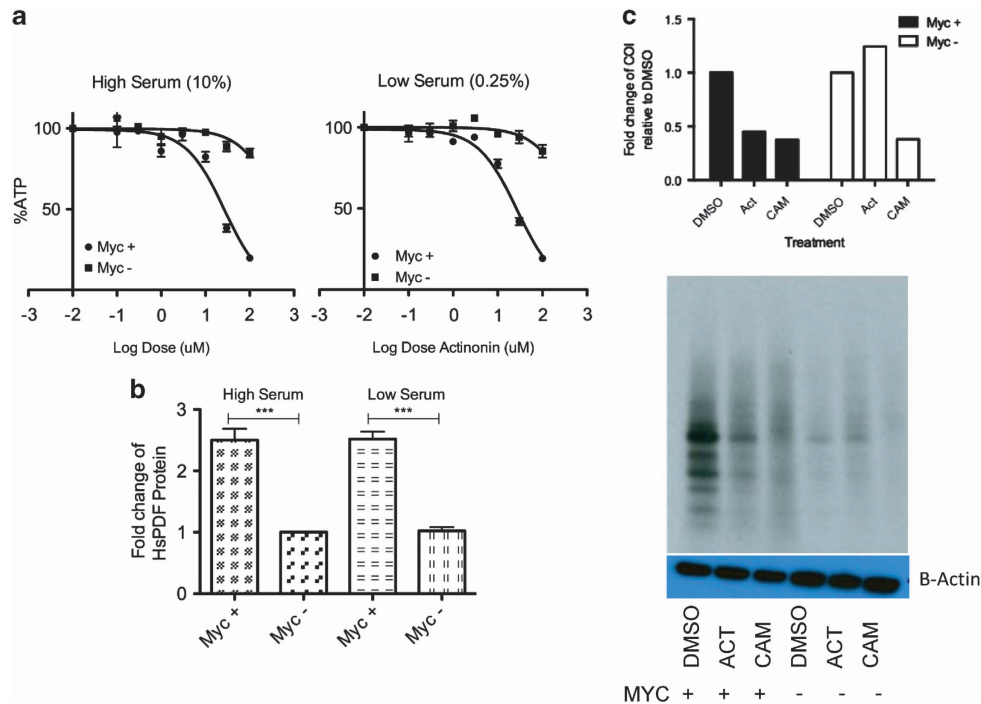 a
High Serum (10%)
100
50
%ATP
Myc +
Myc -
-3 -2 -1 0 1 2 3
Log Dose (uM)
Low Serum (0.25%)
100
50
Myc +
Myc -
-3 -2 -1 0 1 2 3
Log Dose Actinonin (uM)
b
High Serum
***
Low Serum
***
3
2
1
0
Fold change of
HsPDF Protein
Myc +
Myc -
Myc +
Myc -
c
Myc +
Myc -
1.5
1.0
0.5
0.0
Fold change of COI
relative to DMSO
DMSO
Act
CAM
DMSO
Act
CAM
Treatment
B-Actin
DMSO
ACT
CAM
DMSO
ACT
CAM
MYC + + + - - -